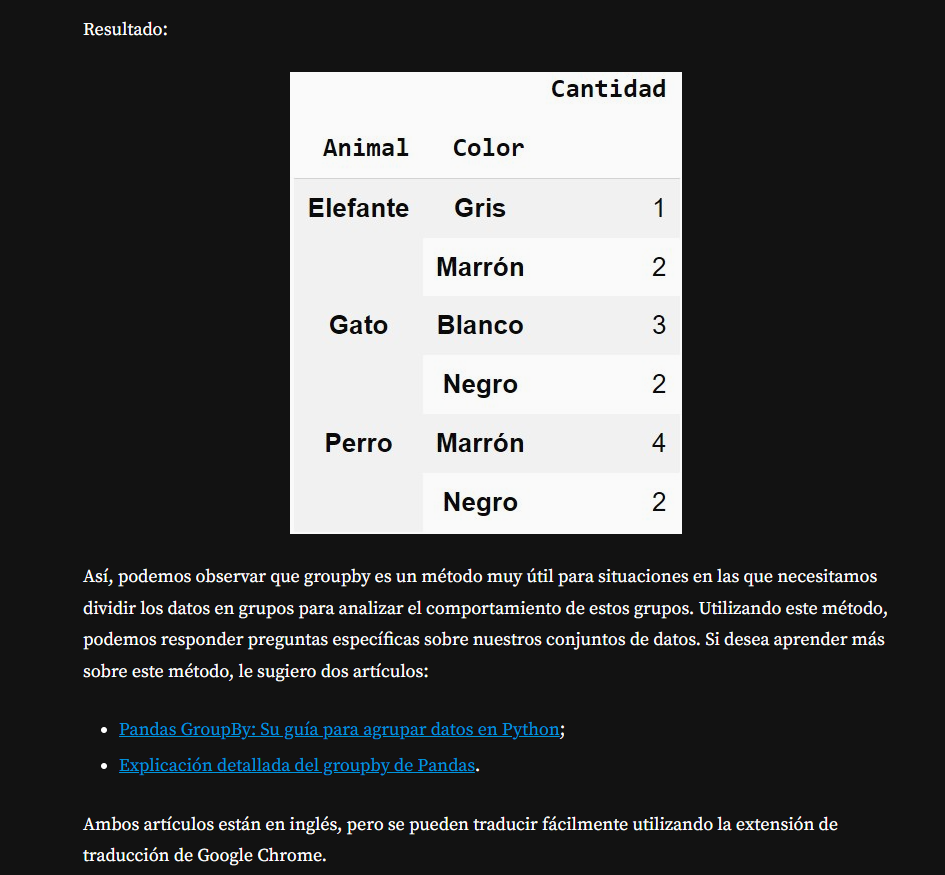 Resultado:
Cantidad
Animal Color
Elefante Gris 1
Marrón 2
Gato Blanco 3
Negro 2
Perro Marrón 4
Negro 2
Así, podemos observar que groupby es un método muy útil para situaciones en las que necesitamos
dividir los datos en grupos para analizar el comportamiento de estos grupos. Utilizando este método,
podemos responder preguntas específicas sobre nuestros conjuntos de datos. Si desea aprender más
sobre este método, le sugiero dos artículos:
• Pandas GroupBy: Su guía para agrupar datos en Python;
• Explicación detallada del groupby de Pandas.
Ambos artículos están en inglés, pero se pueden traducir fácilmente utilizando la extensión de
traducción de Google Chrome.